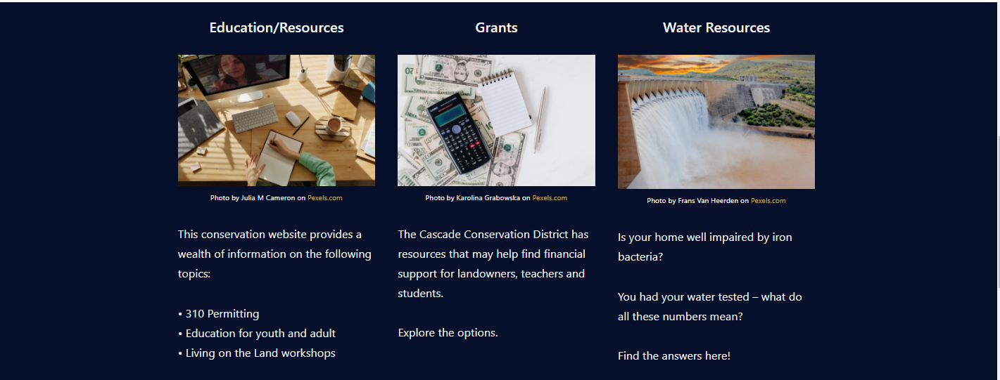 Education/Resources
Photo by Julia M Cameron on Pexels.com
This conservation website provides a
wealth of information on the following
topics:
• 310 Permitting
• Education for youth and adult
• Living on the Land workshops
Grants
Photo by Karolina Grabowska on Pexels.com
The Cascade Conservation District has
resources that may help find financial
support for landowners, teachers and
students.
Explore the options.
Water Resources
Photo by Frans Van Heerden on Pexels.com
Is your home well impaired by iron
bacteria?
You had your water tested – what do
all these numbers mean?
Find the answers here!